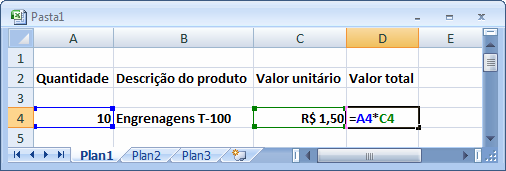 Pasta1
A B C D E
1
2 Quantidade Descrição do produto Valor unitário Valor total
3
4 10 Engrenagens T-100 R$ 1,50 =A4*C4
5
Plan1 Plan2 Plan3